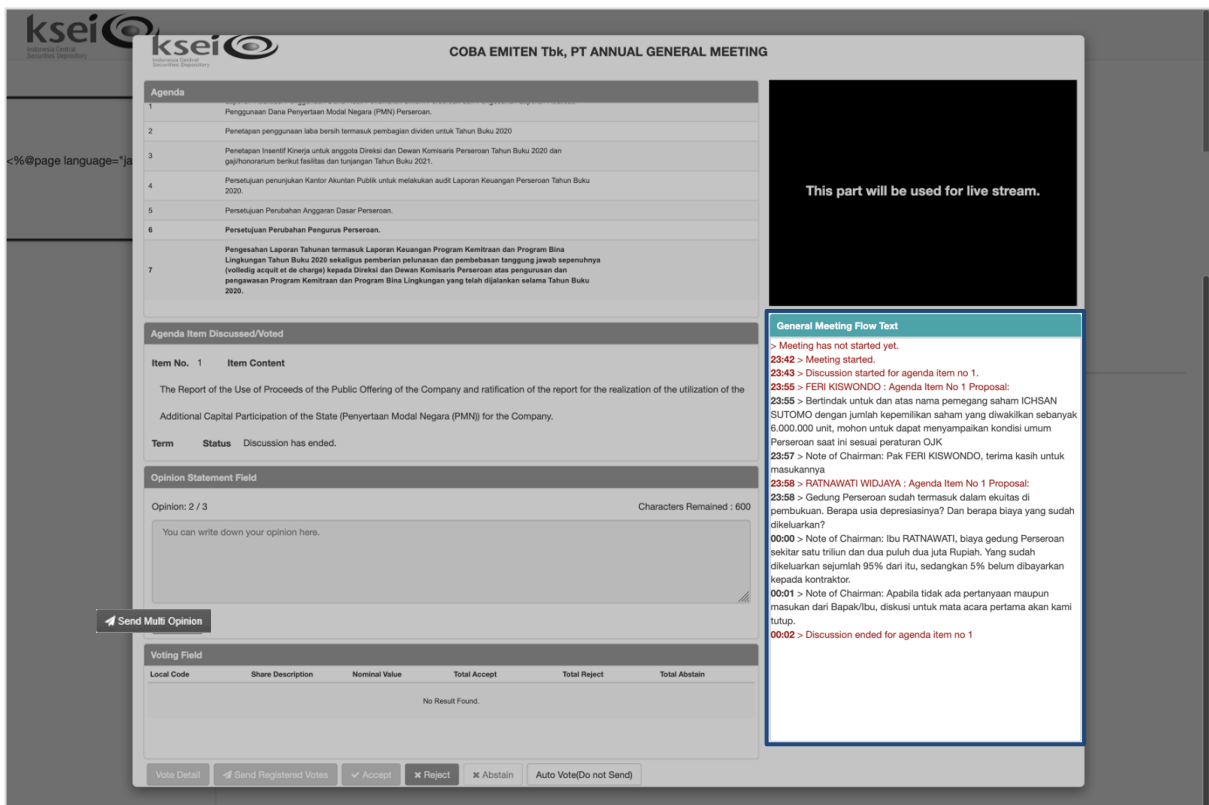 ksei
Indonesia Central
Securities Depository
<%@page language="ja
ksei
Indonesia Central
Securities Depository
COBA EMITEN Tbk, PT ANNUAL GENERAL MEETING
Agenda
1
Penggunaan Dana Penyertaan Modal Negara (PMN) Perseroan.
2 Penetapan penggunaan laba bersih termasuk pembagian dividen untuk Tahun Buku 2020
3 Penetapan Insentif Kinerja untuk anggota Direksi dan Dewan Komisaris Perseroan Tahun Buku 2020 dan
gaji/honorarium berikut fasilitas dan tunjangan Tahun Buku 2021.
4 Persetujuan penunjukan Kantor Akuntan Publik untuk melakukan audit Laporan Keuangan Perseroan Tahun Buku
2020.
5 Persetujuan Perubahan Anggaran Dasar Perseroan.
6 Persetujuan Perubahan Pengurus Perseroan.
7 Pengesahan Laporan Tahunan termasuk Laporan Keuangan Program Kemitraan dan Program Bina
Lingkungan Tahun Buku 2020 sekaligus pemberian pelunasan dan pembebasan tanggung jawab sepenuhnya
(volledig acquit et de charge) kepada Direksi dan Dewan Komisaris Perseroan atas pengurusan dan
pengawasan Program Kemitraan dan Program Bina Lingkungan yang telah dijalankan selama Tahun Buku
2020.
Agenda Item Discussed/Voted
Item No. 1 Item Content
The Report of the Use of Proceeds of the Public Offering of the Company and ratification of the report for the realization of the utilization of the
Additional Capital Participation of the State (Penyertaan Modal Negara (PMN)) for the Company.
Term Status Discussion has ended.
Opinion Statement Field
Opinion: 2 / 3 Characters Remained : 600
You can write down your opinion here.
Send Multi Opinion
Voting Field
Local Code Share Description Nominal Value Total Accept Total Reject Total Abstain
No Result Found.
Vote Detail Send Registered Votes Accept Reject Abstain Auto Vote(Do not Send)
This part will be used for live stream.
General Meeting Flow Text
> Meeting has not started yet.
23:42 > Meeting started.
23:43 > Discussion started for agenda item no 1.
23:55 > FERI KISWONDO : Agenda Item No 1 Proposal:
23:55 > Bertindak untuk dan atas nama pemegang saham ICHSAN
SUTOMO dengan jumlah kepemilikan saham yang diwakilkan sebanyak
6.000.000 unit, mohon untuk dapat menyampaikan kondisi umum
Perseroan saat ini sesuai peraturan OJK
23:57 > Note of Chairman: Pak FERI KISWONDO, terima kasih untuk
masukannya
23:58 > RATNAWATI WIDJAYA : Agenda Item No 1 Proposal:
23:58 > Gedung Perseroan sudah termasuk dalam ekuitas di
pembukuan. Berapa usia depresiasinya? Dan berapa biaya yang sudah
dikeluarkan?
00:00 > Note of Chairman: Ibu RATNAWATI, biaya gedung Perseroan
sekitar satu triliun dan dua puluh dua juta Rupiah. Yang sudah
dikeluarkan sejumlah 95% dari itu, sedangkan 5% belum dibayarkan
kepada kontraktor.
00:01 > Note of Chairman: Apabila tidak ada pertanyaan maupun
masukan dari Bapak/Ibu, diskusi untuk mata acara pertama akan kami
tutup.
00:02 > Discussion ended for agenda item no 1